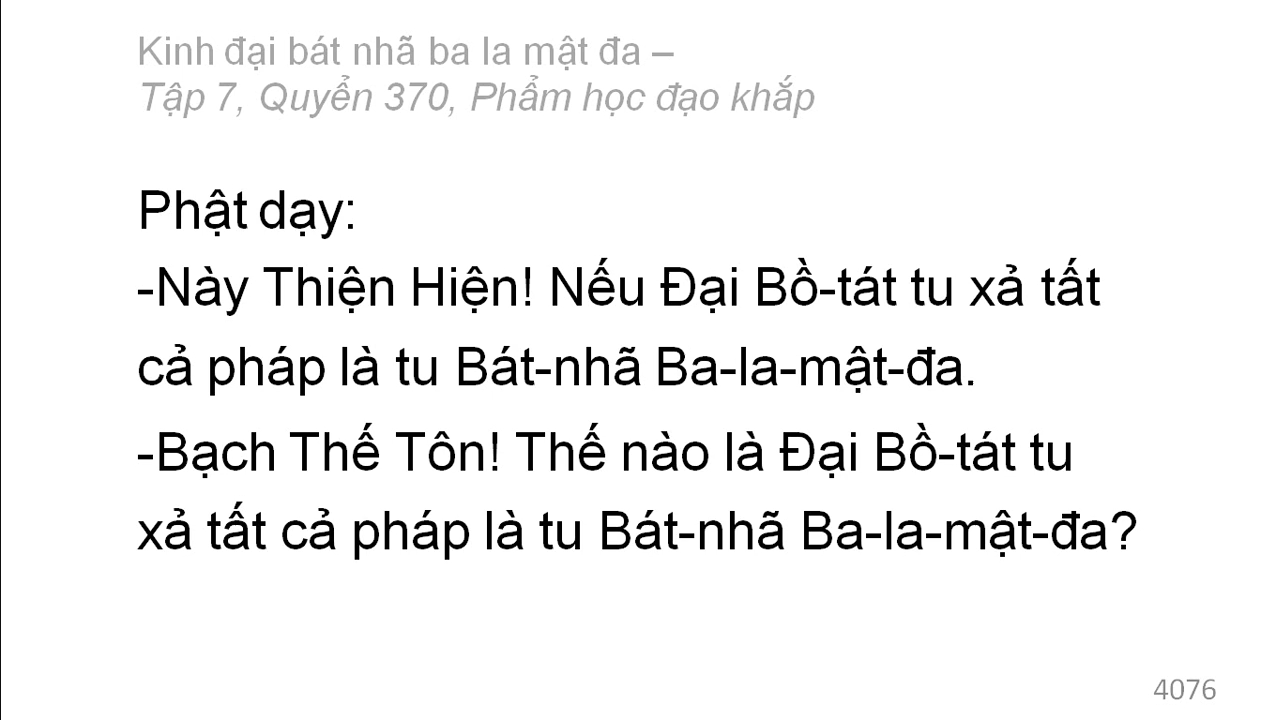 Kinh đại bát nhã ba la mật đa –
Tập 7, Quyển 370, Phẩm học đạo khắp
Phật dạy:
-Này Thiện Hiện! Nếu Đại Bồ-tát tu xả tất
cả pháp là tu Bát-nhã Ba-la-mật-đa.
-Bạch Thế Tôn! Thế nào là Đại Bồ-tát tu
xả tất cả pháp là tu Bát-nhã Ba-la-mật-đa?
4076